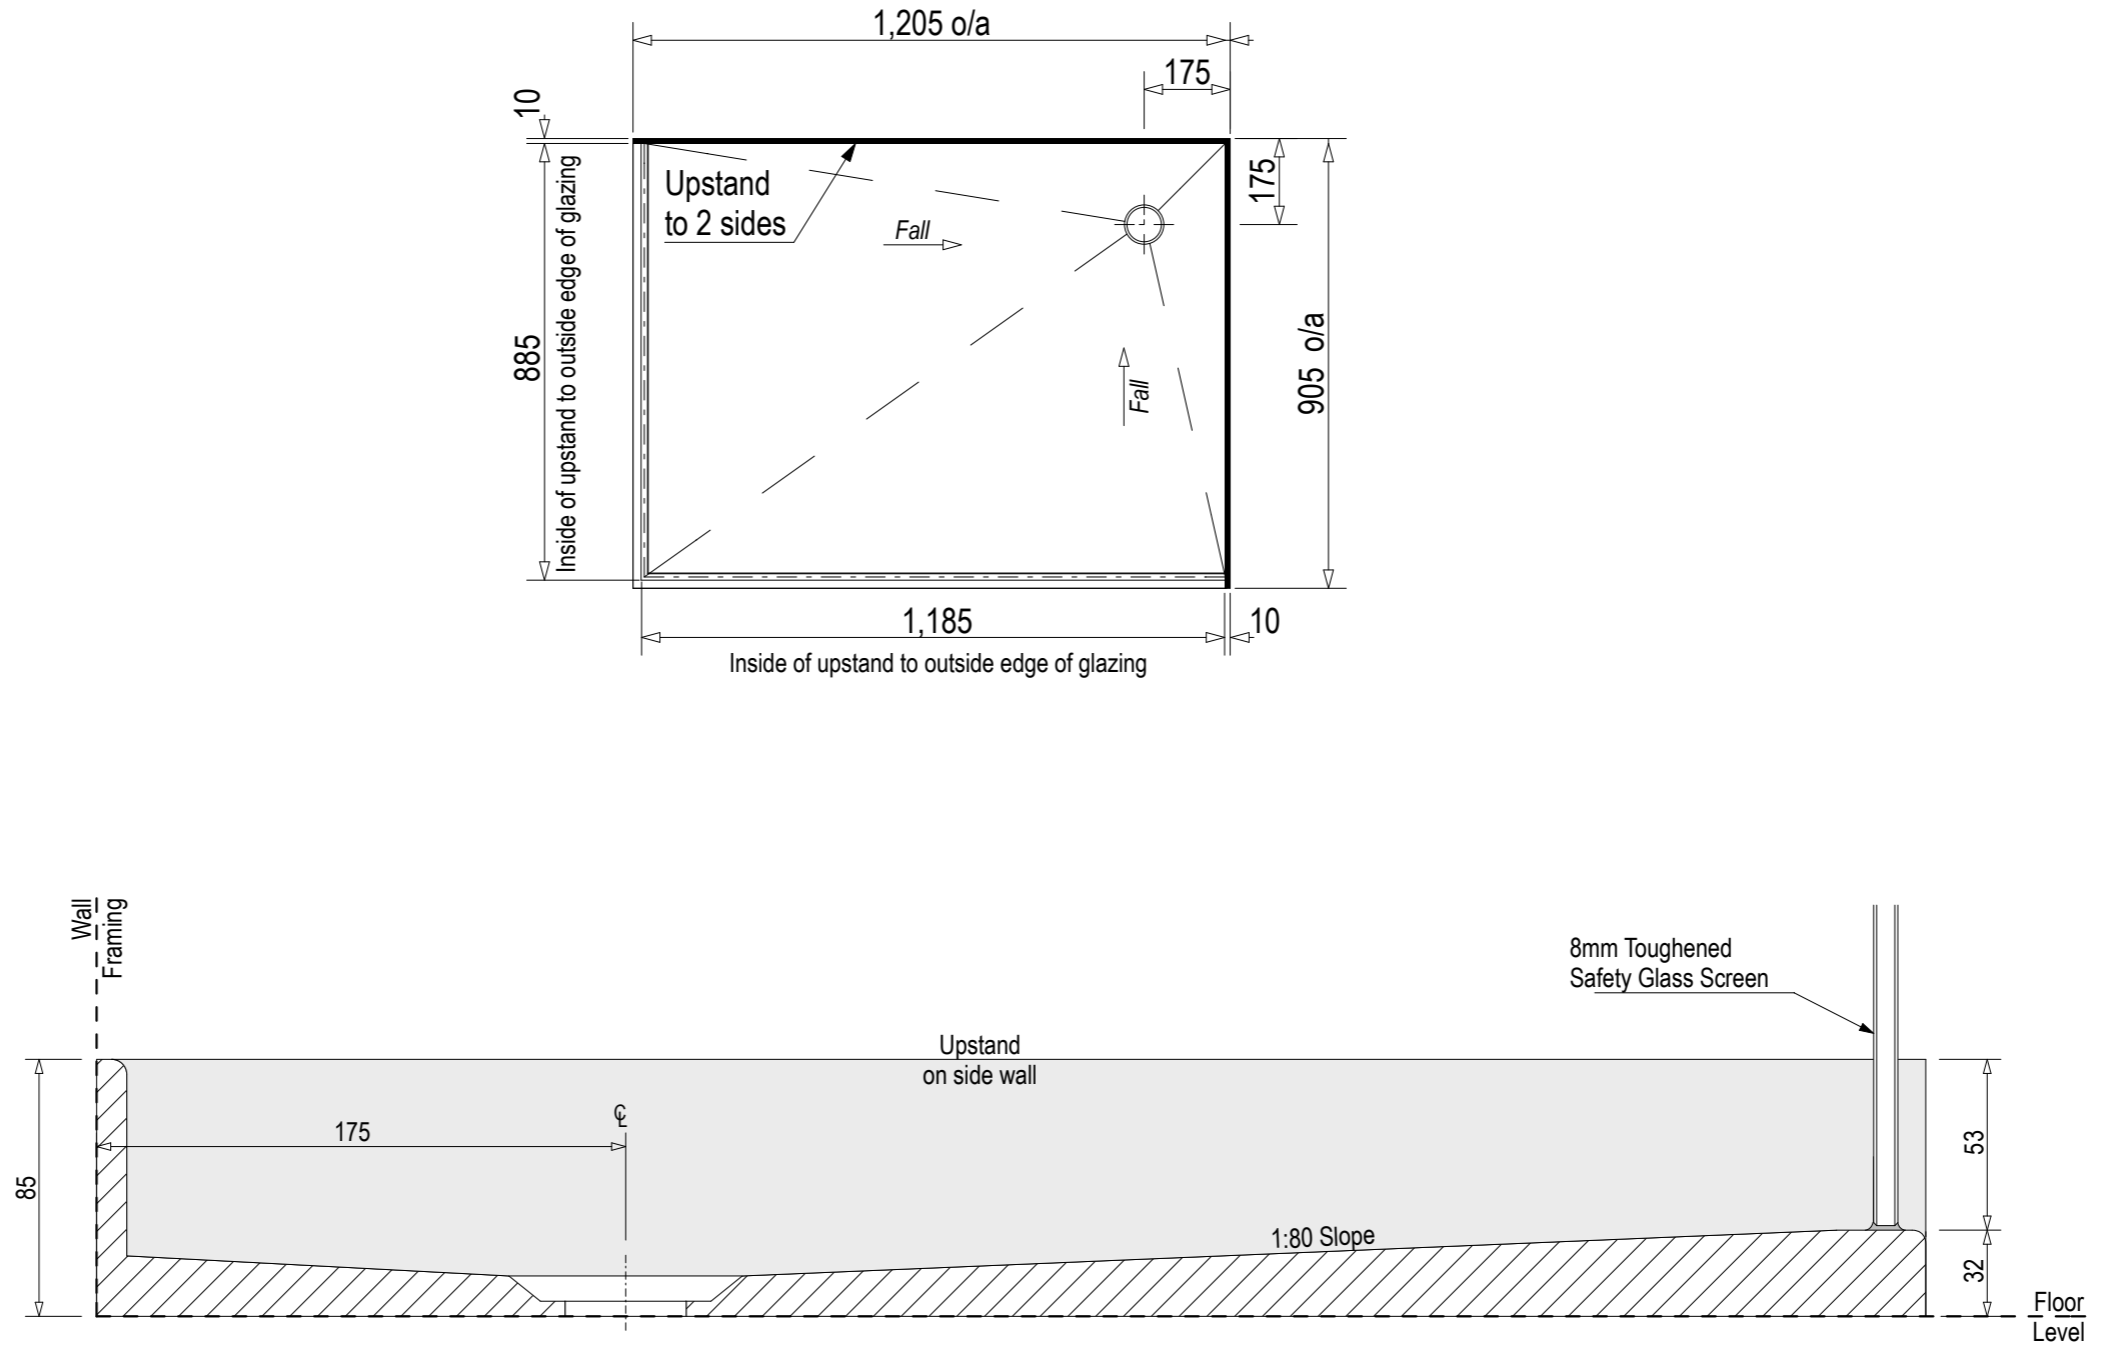 1,205 o/a
175
10
Upstand
to 2 sides
Fall
175
885
Inside of upstand to outside edge of glazing
Fall
905 o/a
1,185
10
Inside of upstand to outside edge of glazing
Wall
Framing
8mm Toughened
Safety Glass Screen
Upstand
on side wall
℄
175
85
53
1:80 Slope
32
Floor
Level